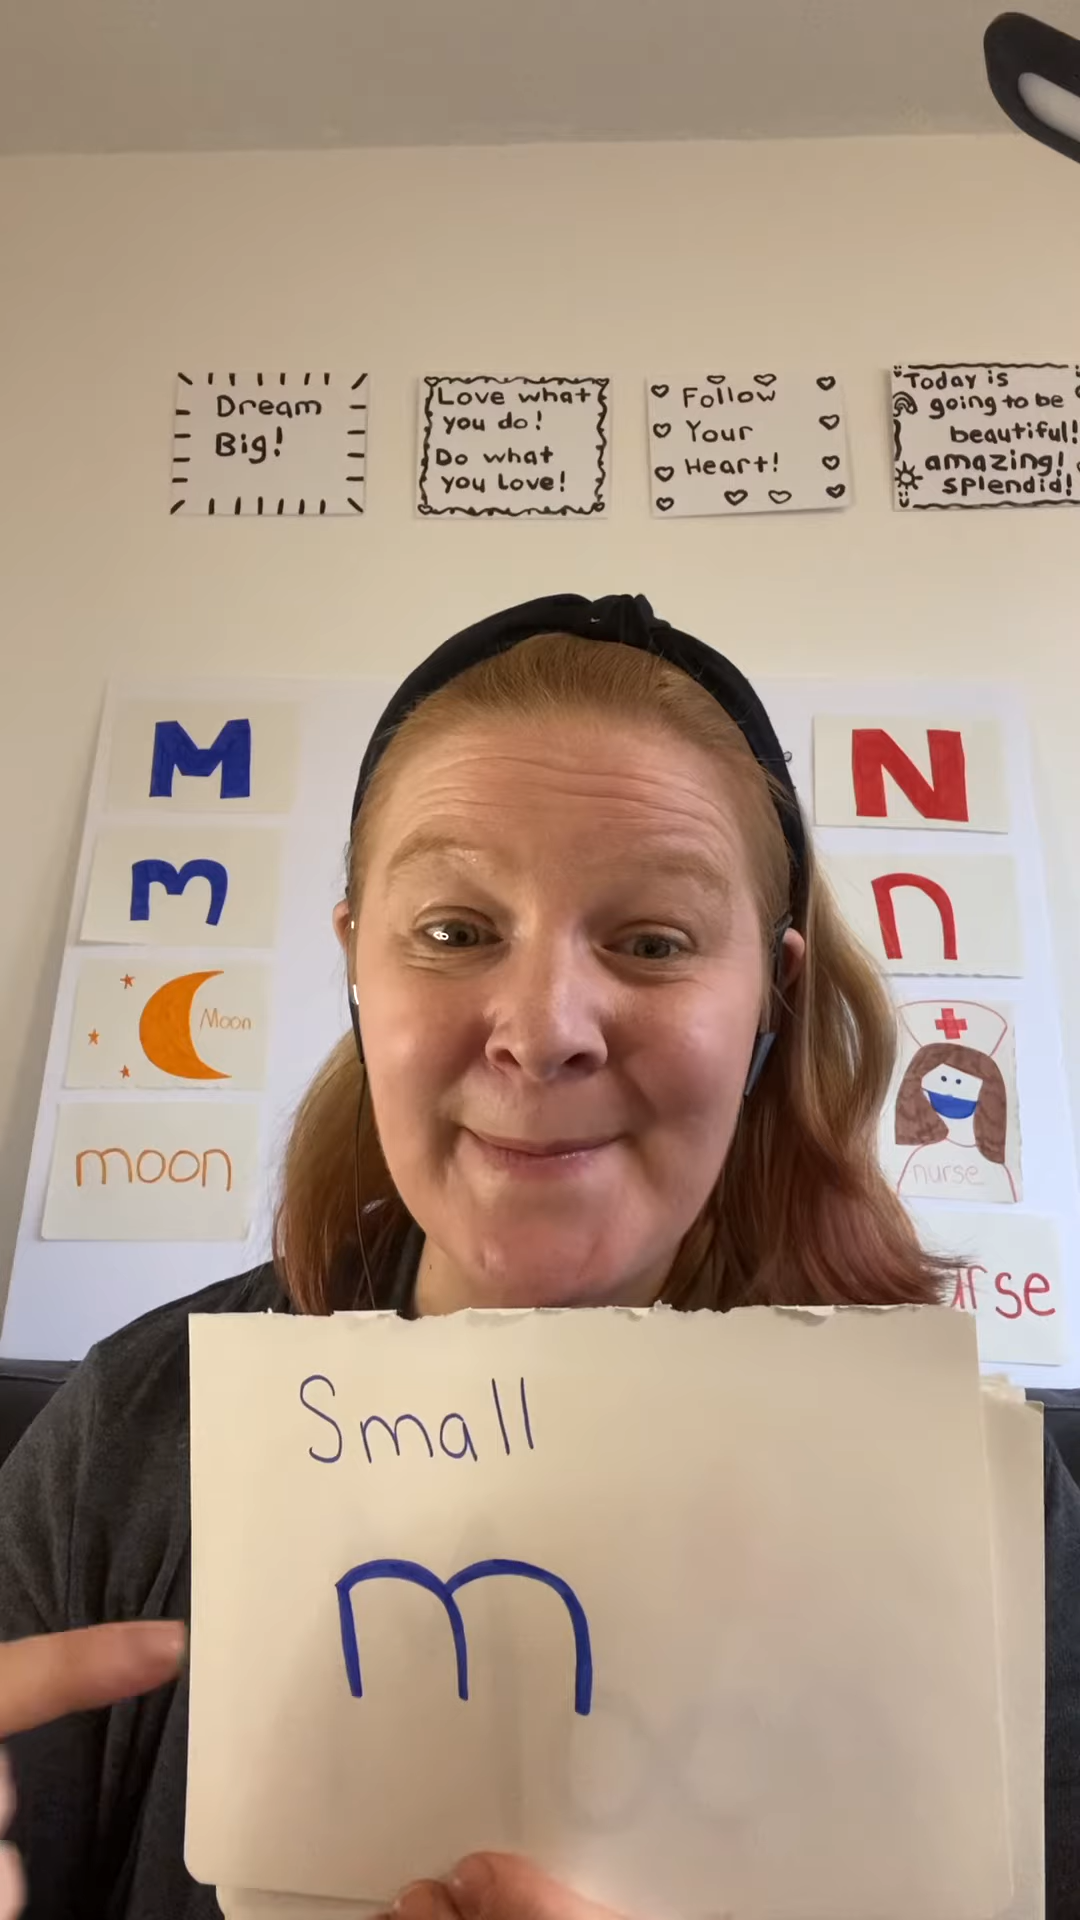 Dream
Big!
Love what
you do!
Do what
you Love!
Follow
Your
Heart!
Today is
going to be
beautiful!
amazing!
splendid!
M
m
Moon
moon
N
n
nurse
Small
m